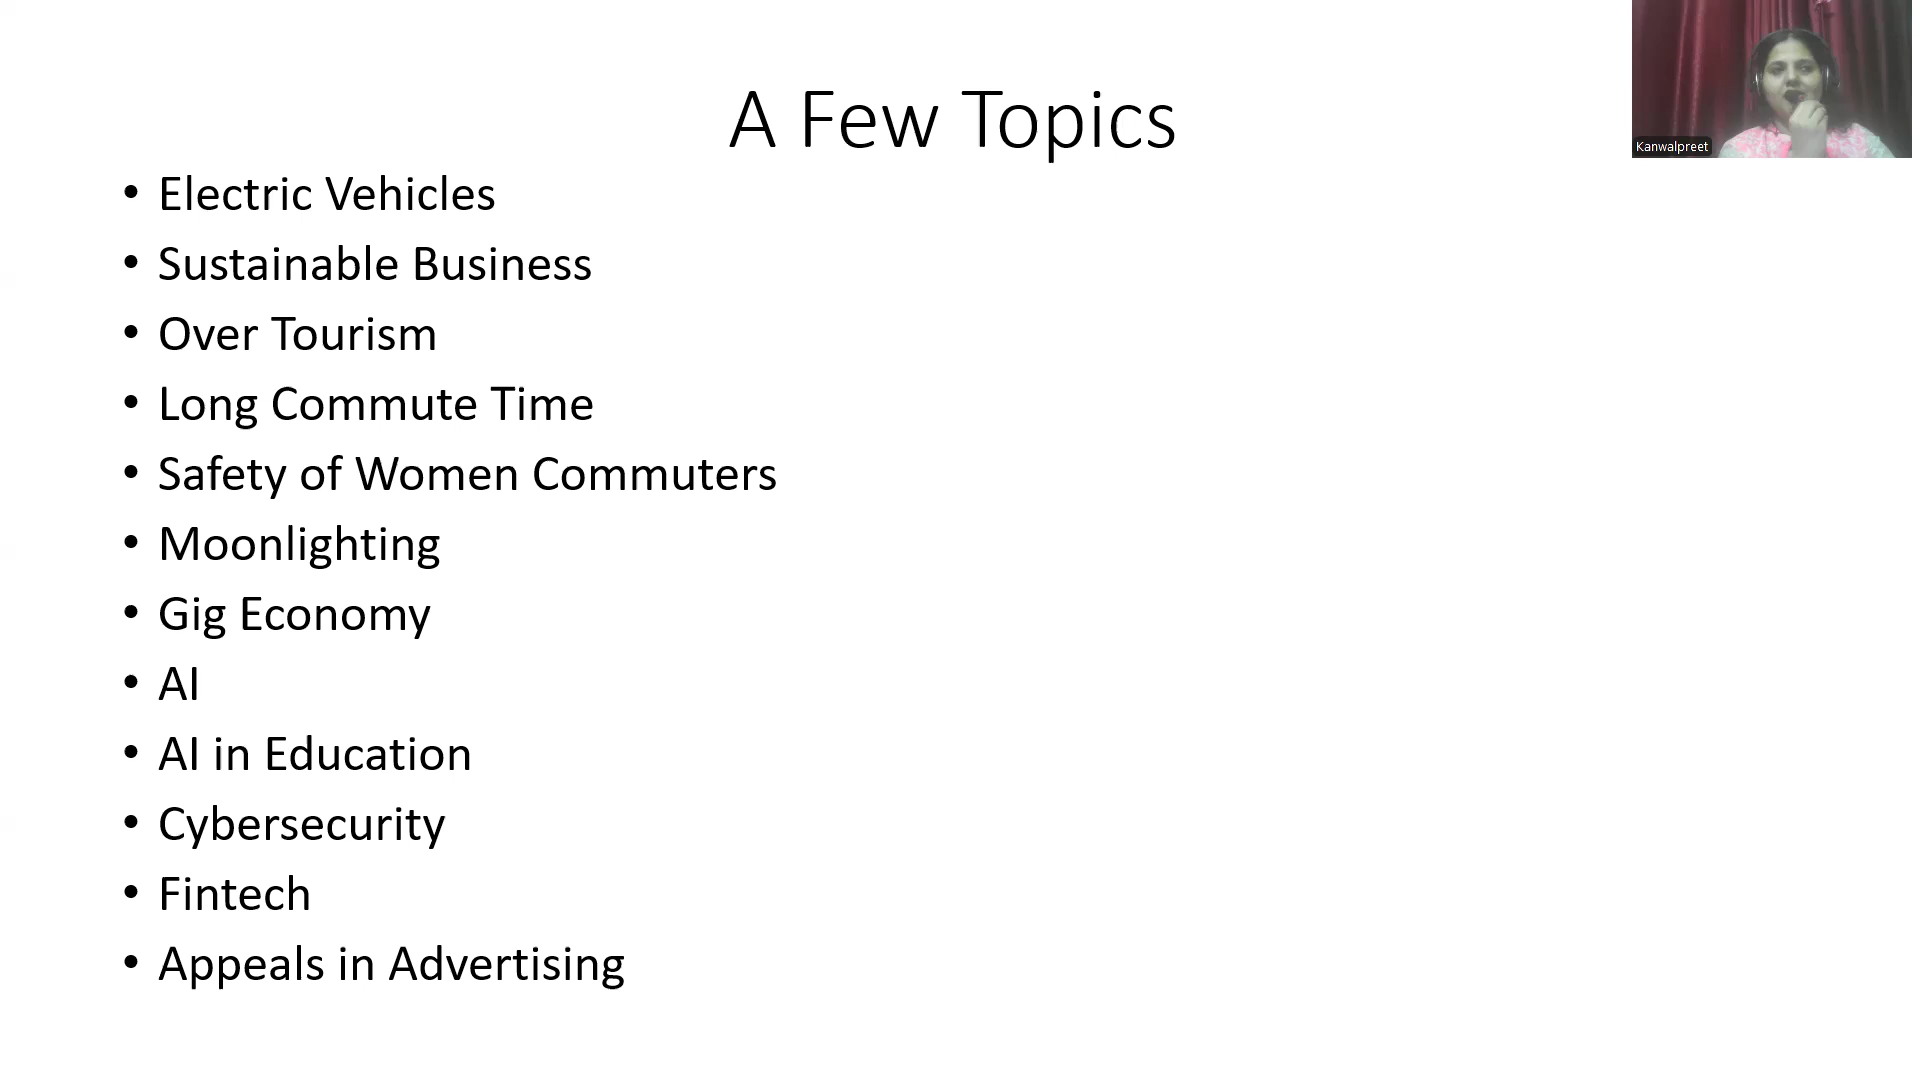 A Few Topics
Kanwalpreet
• Electric Vehicles
• Sustainable Business
• Over Tourism
• Long Commute Time
• Safety of Women Commuters
• Moonlighting
• Gig Economy
• AI
• AI in Education
• Cybersecurity
• Fintech
• Appeals in Advertising